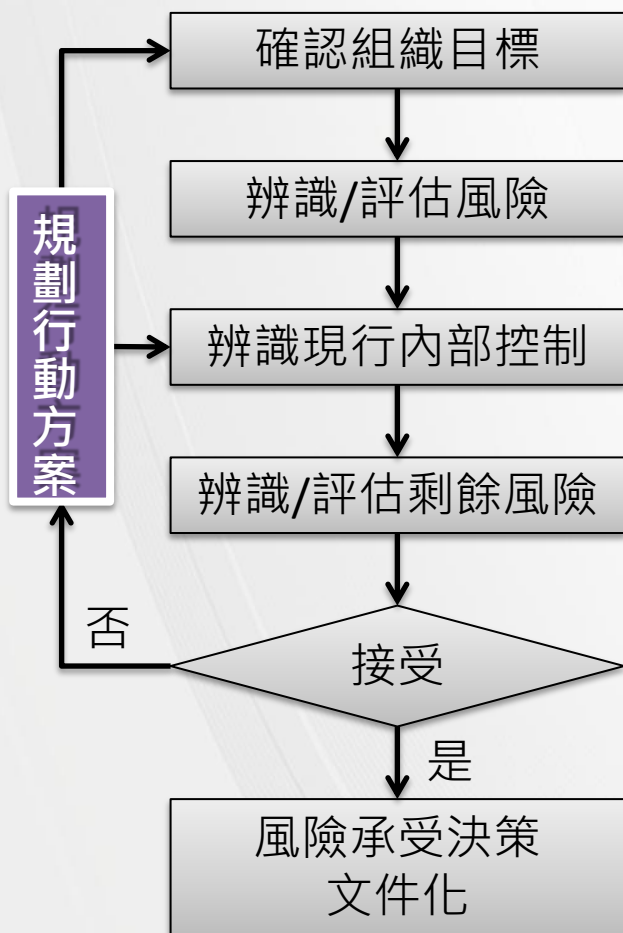 確認組織目標
辨識/評估風險
規劃行動方案
辨識現行內部控制
辨識/評估剩餘風險
否
接受
是
風險承受決策
文件化